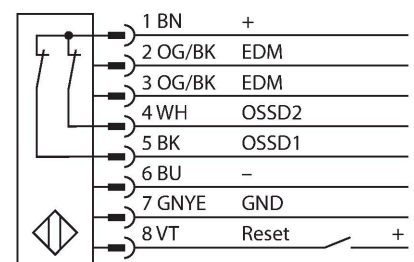 1 BN +
2 OG/BK EDM
3 OG/BK EDM
4 WH OSSD2
5 BK OSSD1
6 BU –
7 GNYE GND
8 VT Reset +